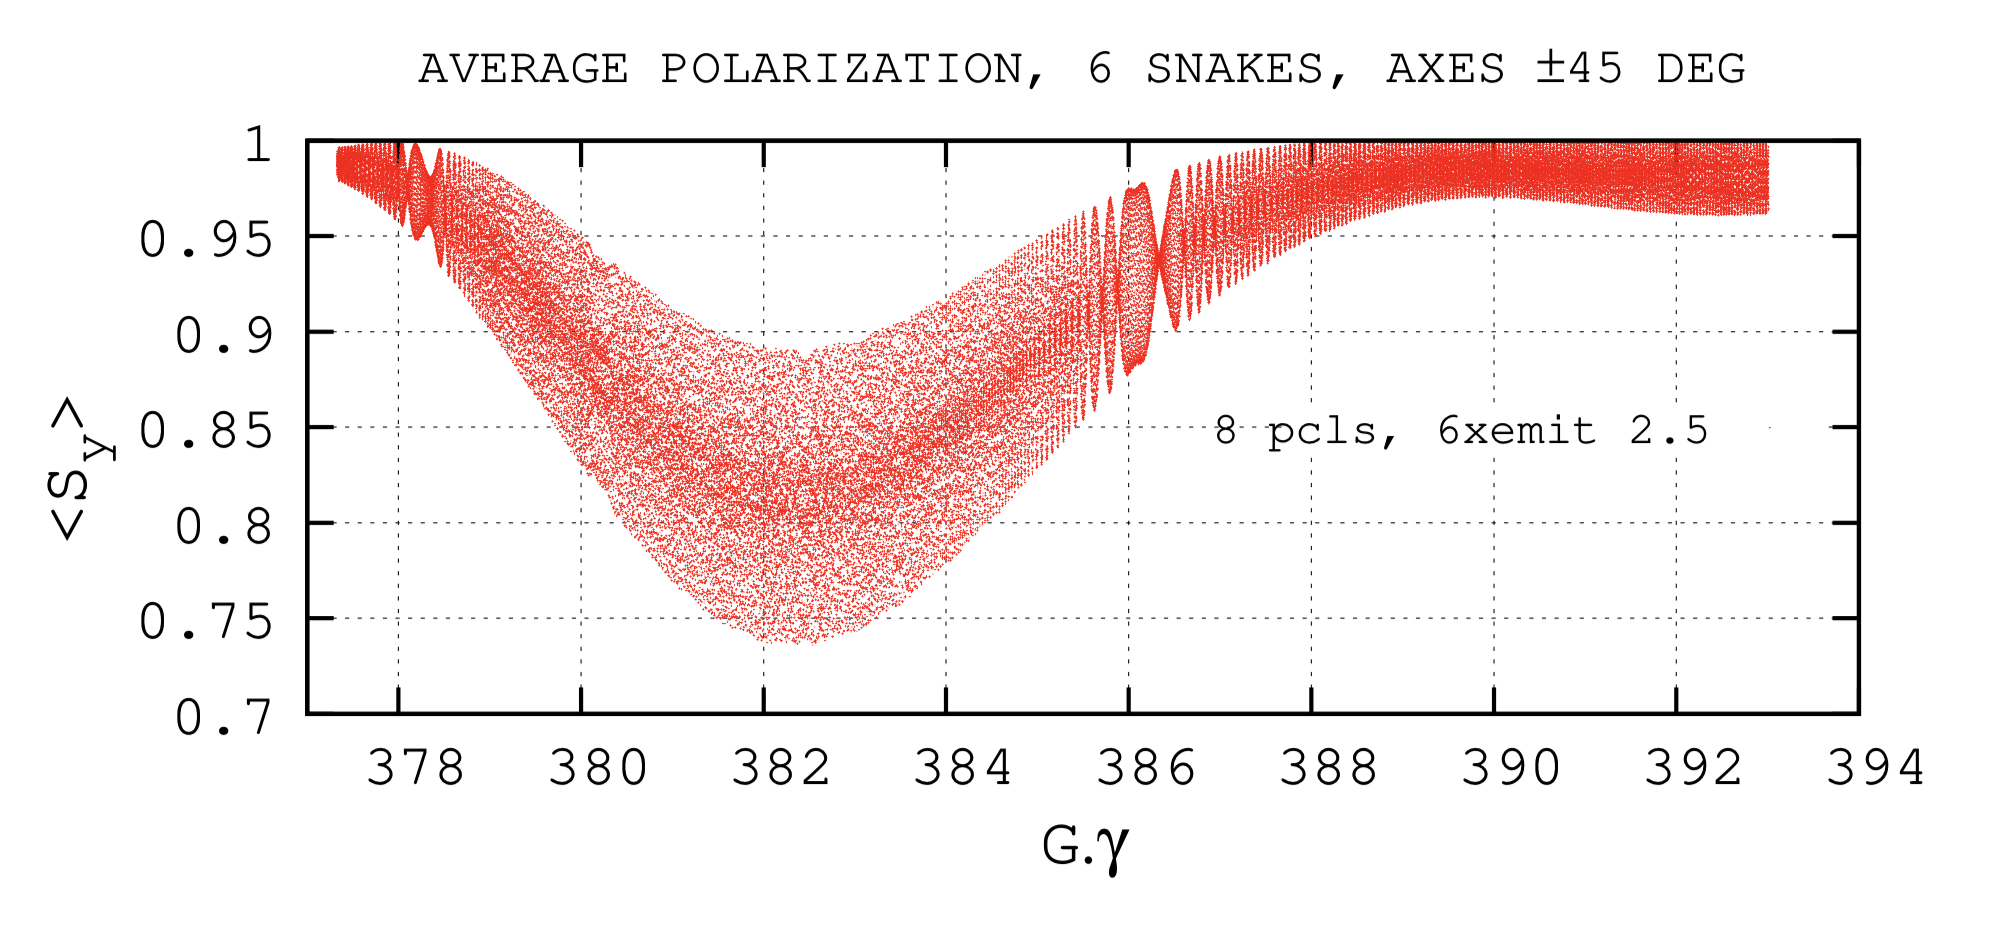 AVERAGE POLARIZATION, 6 SNAKES, AXES ±45 DEG
1
0.95
0.9
0.85
0.8
0.75
0.7
<Sy>
8 pcls, 6xemit 2.5
378 380 382 384 386 388 390 392 394
G.γ